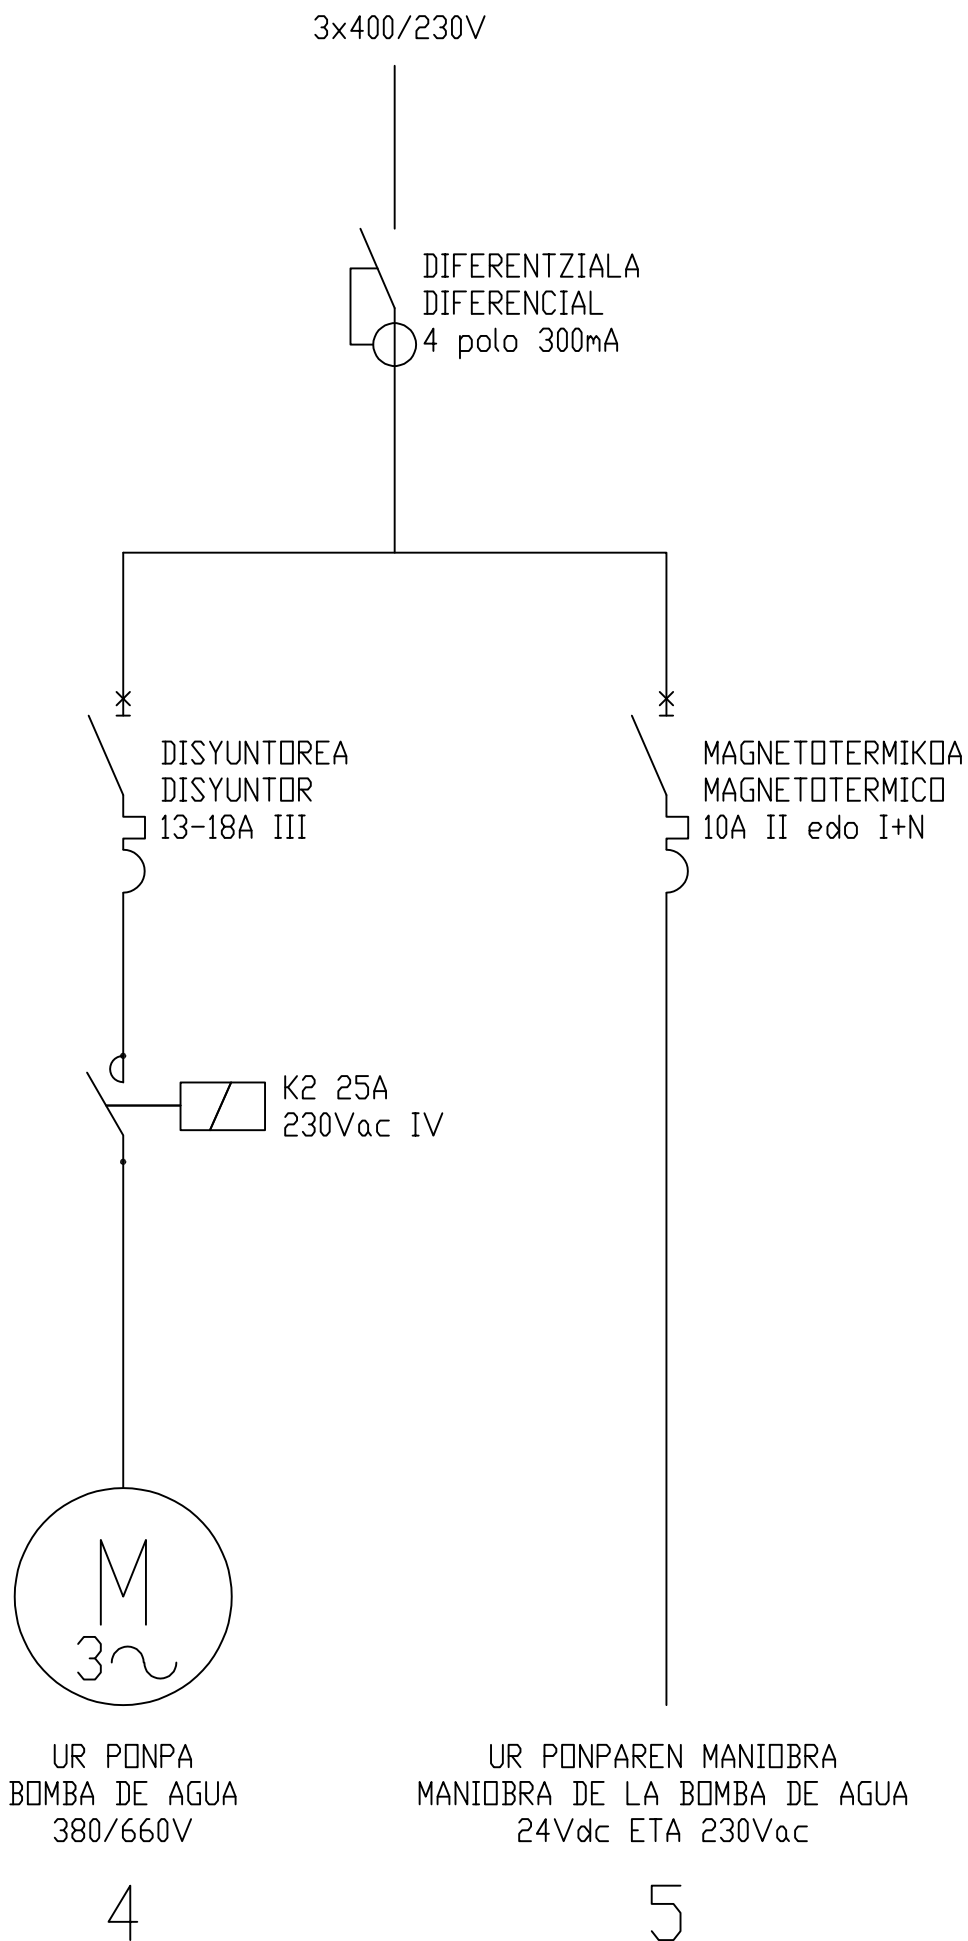 3x400/230V
DIFERENTZIALA
DIFERENCIAL
4 polo 300mA
DISYUNTOREA
DISYUNTOR
13-18A III
MAGNETOTERMIKOA
MAGNETOTERMICO
10A II edo I+N
K2 25A
230Vac IV
M
3~
UR PONPA
BOMBA DE AGUA
380/660V
UR PONPAREN MANIOBRA
MANIOBRA DE LA BOMBA DE AGUA
24Vdc ETA 230Vac
4
5